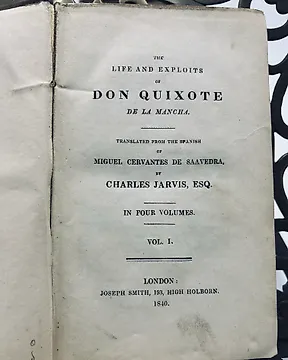 THE
LIFE AND EXPLOITS
OF
DON QUIXOTE
DE LA MANCHA.
TRANSLATED FROM THE SPANISH
OF
MIGUEL CERVANTES DE SAAVEDRA,
BY
CHARLES JARVIS, ESQ.
IN FOUR VOLUMES.
VOL. I.
LONDON:
JOSEPH SMITH, 193, HIGH HOLBORN.
1840.